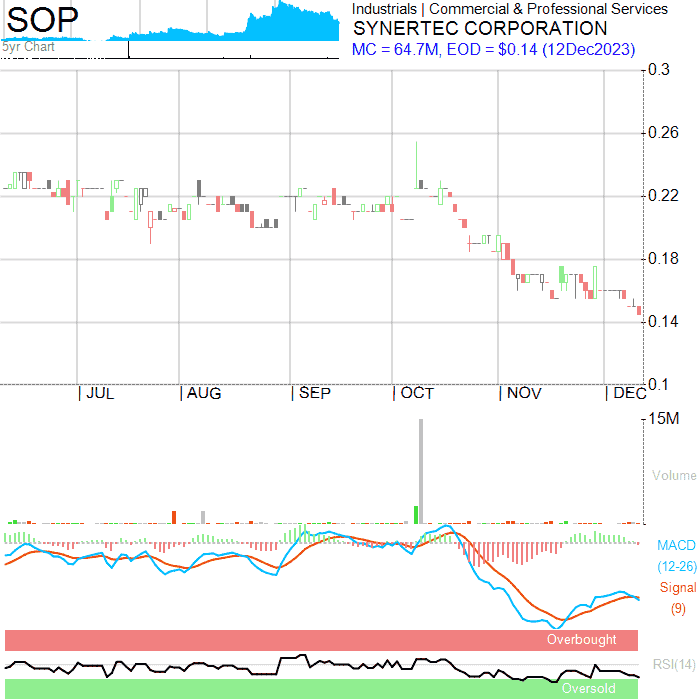 SOP
5yr Chart
Industrials | Commercial & Professional Services
SYNERTEC CORPORATION
MC = 64.7M, EOD = $0.14 (12Dec2023)
0.3
0.26
0.22
0.18
0.14
0.1
| JUL | AUG | SEP | OCT | NOV | DEC
15M
Volume
MACD
(12-26)
Signal
(9)
Overbought
RSI(14)
Oversold